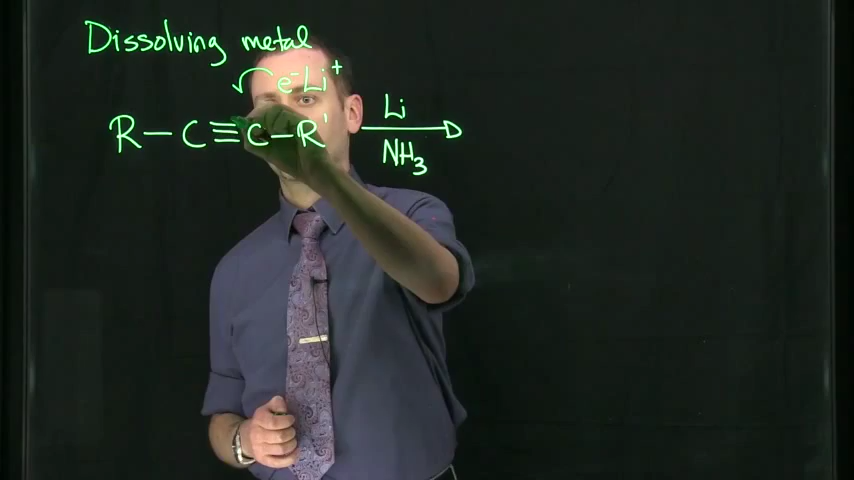 Dissolving metal
e⁻ Li⁺
R — C ≡ C — R'
Li
NH₃